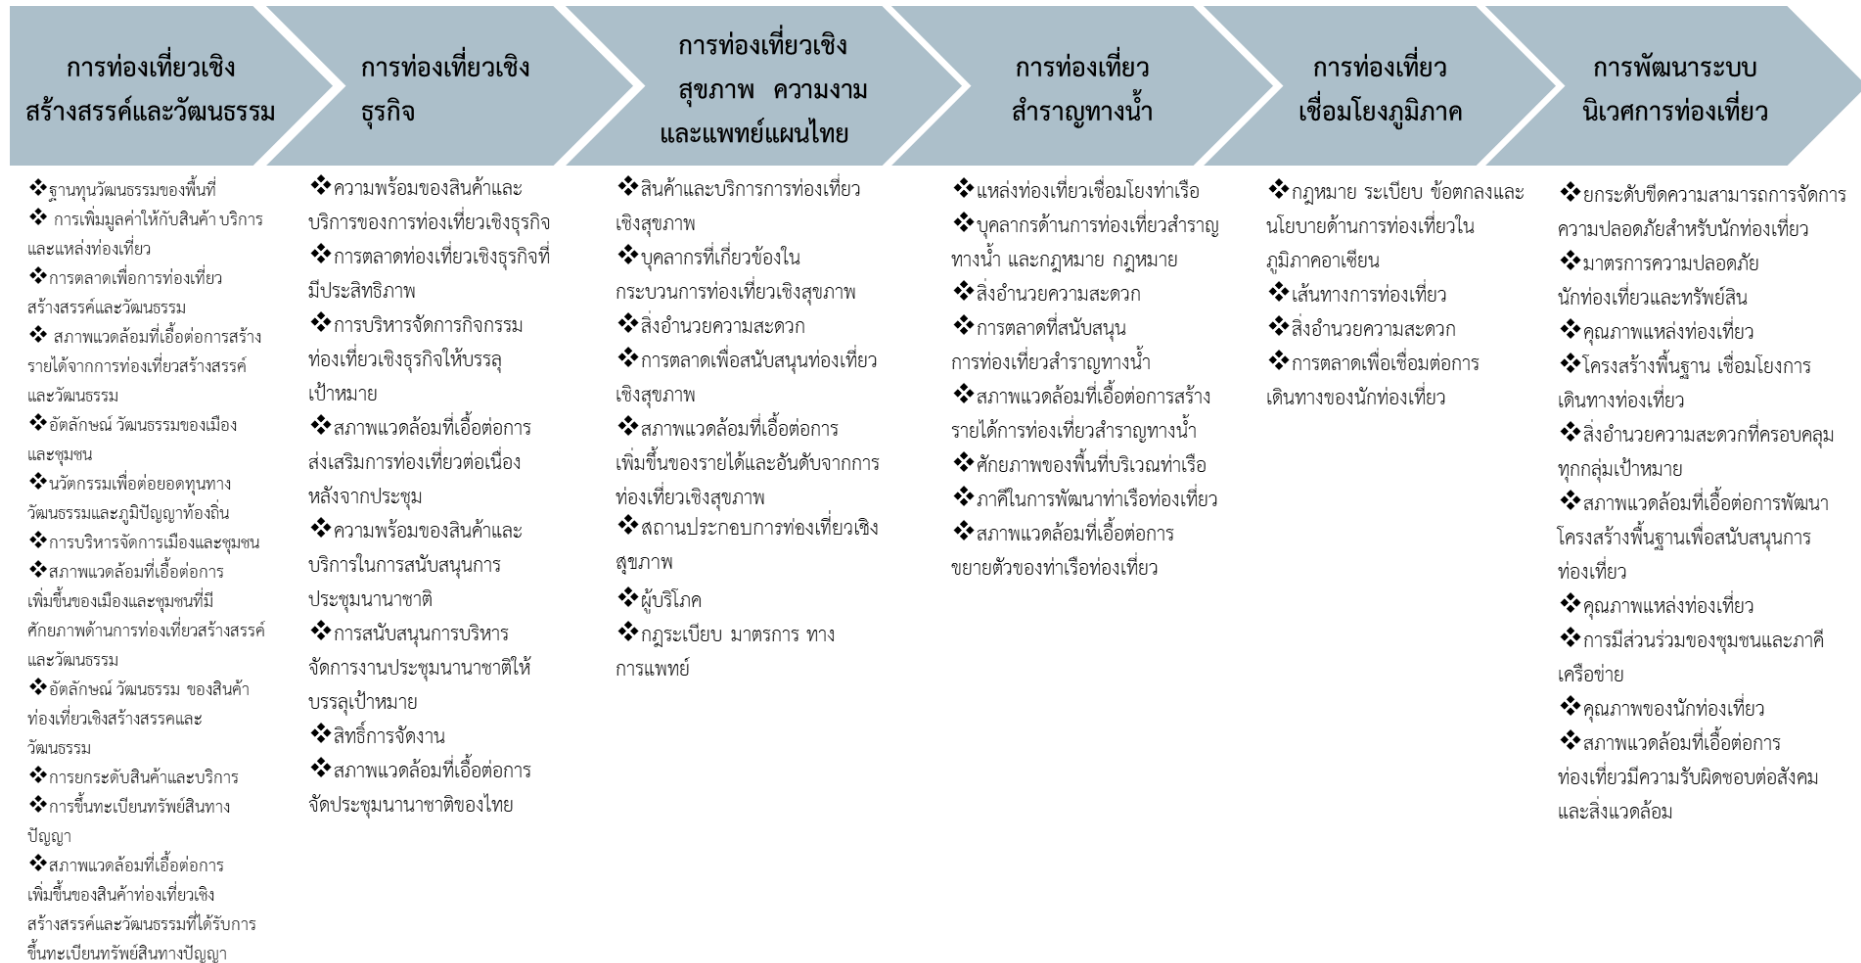 การท่องเที่ยวเชิง
สร้างสรรค์และวัฒนธรรม
❖ฐานทุนวัฒนธรรมของพื้นที่
❖ การเพิ่มมูลค่าให้กับสินค้า บริการ
และแหล่งท่องเที่ยว
❖การตลาดเพื่อการท่องเที่ยว
สร้างสรรค์และวัฒนธรรม
❖ สภาพแวดล้อมที่เอื้อต่อการสร้าง
รายได้จากการท่องเที่ยวสร้างสรรค์
และวัฒนธรรม
❖อัตลักษณ์ วัฒนธรรมของเมือง
และชุมชน
❖นวัตกรรมเพื่อต่อยอดทุนทาง
วัฒนธรรมและภูมิปัญญาท้องถิ่น
❖การบริหารจัดการเมืองและชุมชน
❖สภาพแวดล้อมที่เอื้อต่อการ
เพิ่มขึ้นของเมืองและชุมชนที่มี
ศักยภาพด้านการท่องเที่ยวสร้างสรรค์
และวัฒนธรรม
❖อัตลักษณ์ วัฒนธรรม ของสินค้า
ท่องเที่ยวเชิงสร้างสรรคและ
วัฒนธรรม
❖การยกระดับสินค้าและบริการ
❖การขึ้นทะเบียนทรัพย์สินทาง
ปัญญา
❖สภาพแวดล้อมที่เอื้อต่อการ
เพิ่มขึ้นของสินค้าท่องเที่ยวเชิง
สร้างสรรค์และวัฒนธรรมที่ได้รับการ
ขึ้นทะเบียนทรัพย์สินทางปัญญา
การท่องเที่ยวเชิง
ธุรกิจ
❖ความพร้อมของสินค้าและ
บริการของการท่องเที่ยวเชิงธุรกิจ
❖การตลาดท่องเที่ยวเชิงธุรกิจที่
มีประสิทธิภาพ
❖การบริหารจัดการกิจกรรม
ท่องเที่ยวเชิงธุรกิจให้บรรลุ
เป้าหมาย
❖สภาพแวดล้อมที่เอื้อต่อการ
ส่งเสริมการท่องเที่ยวต่อเนื่อง
หลังจากประชุม
❖ความพร้อมของสินค้าและ
บริการในการสนับสนุนการ
ประชุมนานาชาติ
❖การสนับสนุนการบริหาร
จัดการงานประชุมนานาชาติให้
บรรลุเป้าหมาย
❖สิทธิ์การจัดงาน
❖สภาพแวดล้อมที่เอื้อต่อการ
จัดประชุมนานาชาติของไทย
การท่องเที่ยวเชิง
สุขภาพ ความงาม
และแพทย์แผนไทย
❖สินค้าและบริการการท่องเที่ยว
เชิงสุขภาพ
❖บุคลากรที่เกี่ยวข้องใน
กระบวนการท่องเที่ยวเชิงสุขภาพ
❖สิ่งอำนวยความสะดวก
❖การตลาดเพื่อสนับสนุนท่องเที่ยว
เชิงสุขภาพ
❖สภาพแวดล้อมที่เอื้อต่อการ
เพิ่มขึ้นของรายได้และอันดับจากการ
ท่องเที่ยวเชิงสุขภาพ
❖สถานประกอบการท่องเที่ยวเชิง
สุขภาพ
❖ผู้บริโภค
❖กฎระเบียบ มาตรการ ทาง
การแพทย์
การท่องเที่ยว
สำราญทางน้ำ
❖แหล่งท่องเที่ยวเชื่อมโยงท่าเรือ
❖บุคลากรด้านการท่องเที่ยวสำราญ
ทางน้ำ และกฎหมาย กฎหมาย
❖สิ่งอำนวยความสะดวก
❖การตลาดที่สนับสนุน
การท่องเที่ยวสำราญทางน้ำ
❖สภาพแวดล้อมที่เอื้อต่อการสร้าง
รายได้การท่องเที่ยวสำราญทางน้ำ
❖ศักยภาพของพื้นที่บริเวณท่าเรือ
❖ภาคีในการพัฒนาท่าเรือท่องเที่ยว
❖สภาพแวดล้อมที่เอื้อต่อการ
ขยายตัวของท่าเรือท่องเที่ยว
การท่องเที่ยว
เชื่อมโยงภูมิภาค
❖กฎหมาย ระเบียบ ข้อตกลงและ
นโยบายด้านการท่องเที่ยวใน
ภูมิภาคอาเซียน
❖เส้นทางการท่องเที่ยว
❖สิ่งอำนวยความสะดวก
❖การตลาดเพื่อเชื่อมต่อการ
เดินทางของนักท่องเที่ยว
การพัฒนาระบบ
นิเวศการท่องเที่ยว
❖ยกระดับขีดความสามารถการจัดการ
ความปลอดภัยสำหรับนักท่องเที่ยว
❖มาตรการความปลอดภัย
นักท่องเที่ยวและทรัพย์สิน
❖คุณภาพแหล่งท่องเที่ยว
❖โครงสร้างพื้นฐาน เชื่อมโยงการ
เดินทางท่องเที่ยว
❖สิ่งอำนวยความสะดวกที่ครอบคลุม
ทุกกลุ่มเป้าหมาย
❖สภาพแวดล้อมที่เอื้อต่อการพัฒนา
โครงสร้างพื้นฐานเพื่อสนับสนุนการ
ท่องเที่ยว
❖คุณภาพแหล่งท่องเที่ยว
❖การมีส่วนร่วมของชุมชนและภาคี
เครือข่าย
❖คุณภาพของนักท่องเที่ยว
❖สภาพแวดล้อมที่เอื้อต่อการ
ท่องเที่ยวมีความรับผิดชอบต่อสังคม
และสิ่งแวดล้อม